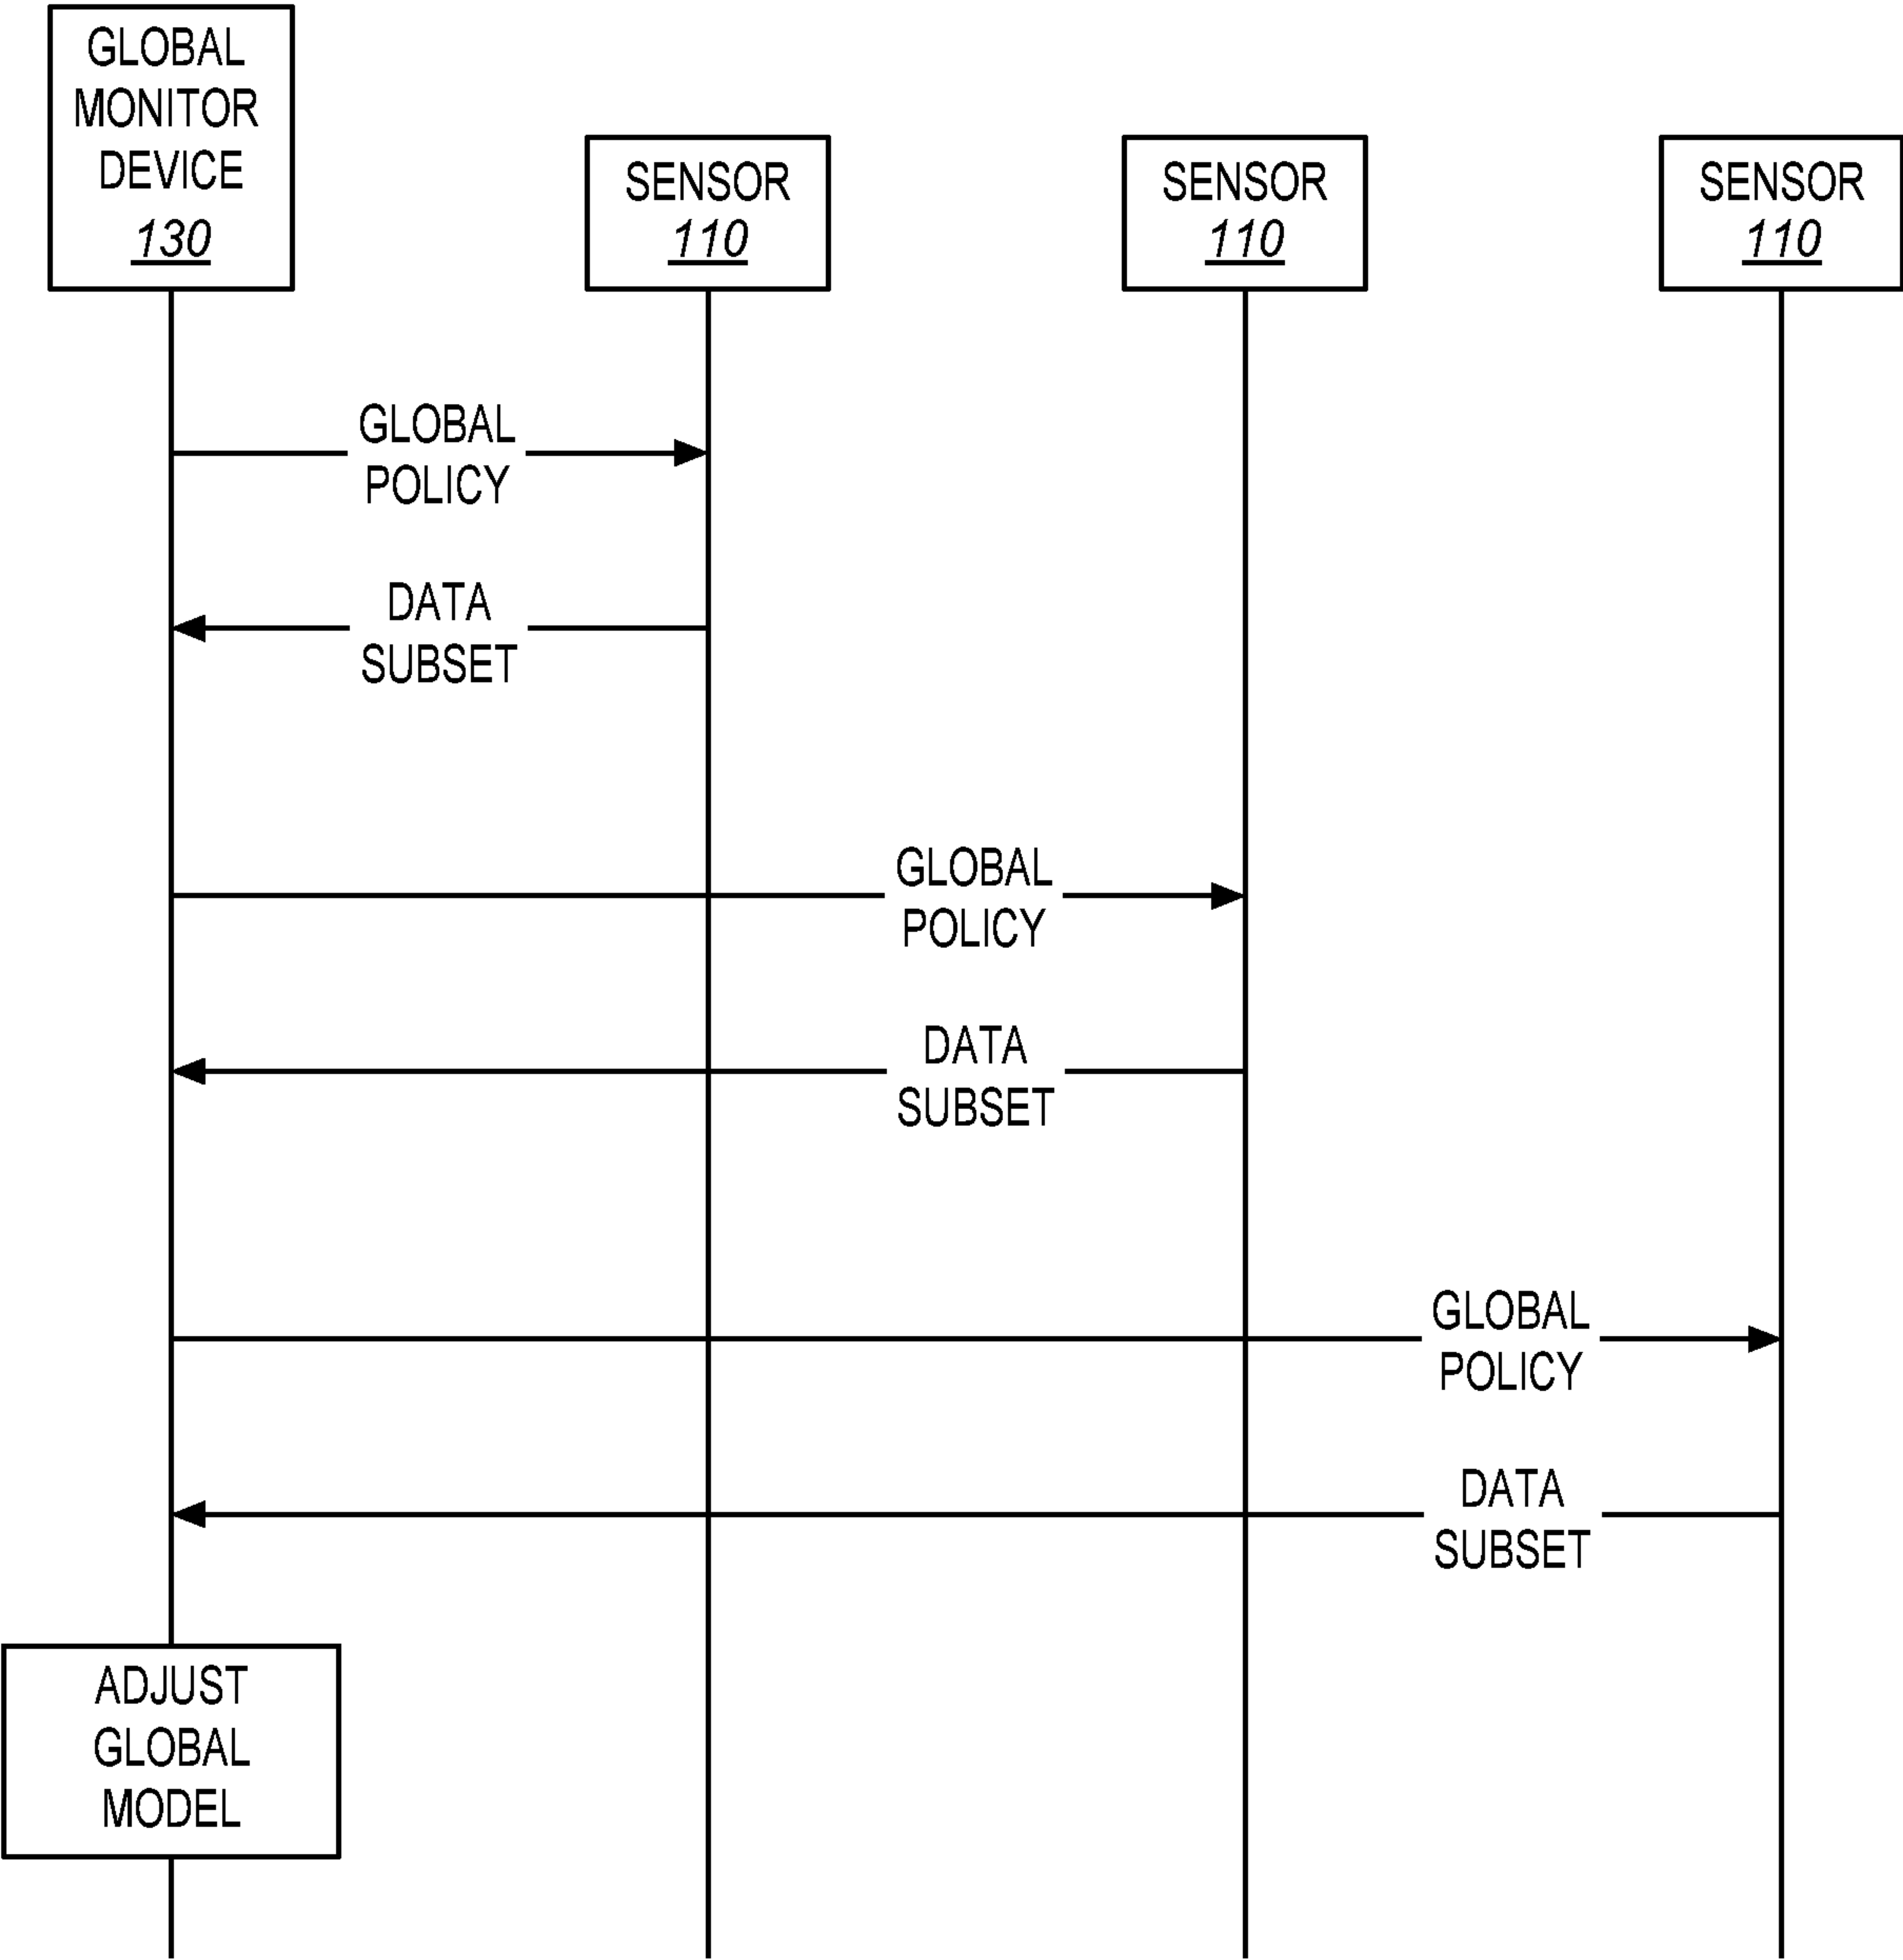 GLOBAL
MONITOR
DEVICE
130
SENSOR
110
SENSOR
110
SENSOR
110
GLOBAL
POLICY
DATA
SUBSET
GLOBAL
POLICY
DATA
SUBSET
GLOBAL
POLICY
DATA
SUBSET
ADJUST
GLOBAL
MODEL